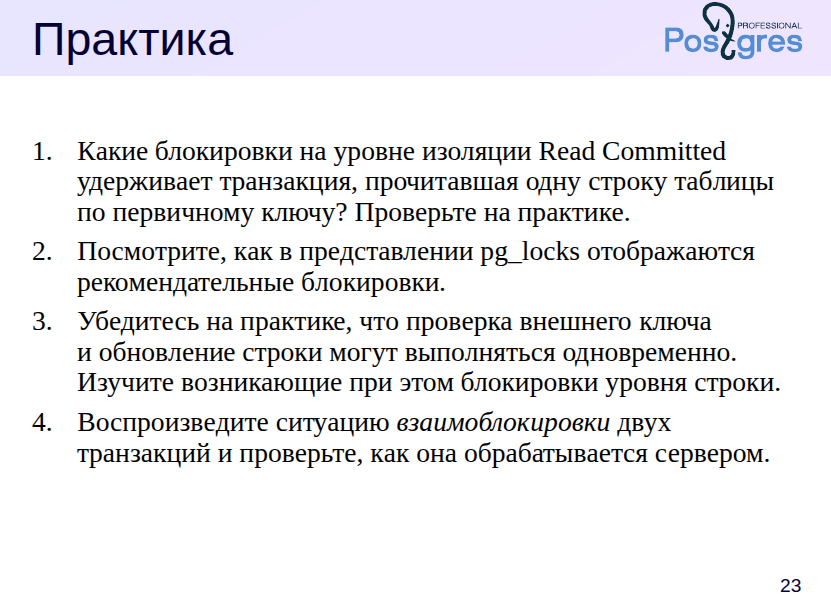 Практика
PROFESSIONAL
Postgres
1. Какие блокировки на уровне изоляции Read Committed
удерживает транзакция, прочитавшая одну строку таблицы
по первичному ключу? Проверьте на практике.
2. Посмотрите, как в представлении pg_locks отображаются
рекомендательные блокировки.
3. Убедитесь на практике, что проверка внешнего ключа
и обновление строки могут выполняться одновременно.
Изучите возникающие при этом блокировки уровня строки.
4. Воспроизведите ситуацию взаимоблокировки двух
транзакций и проверьте, как она обрабатывается сервером.
23